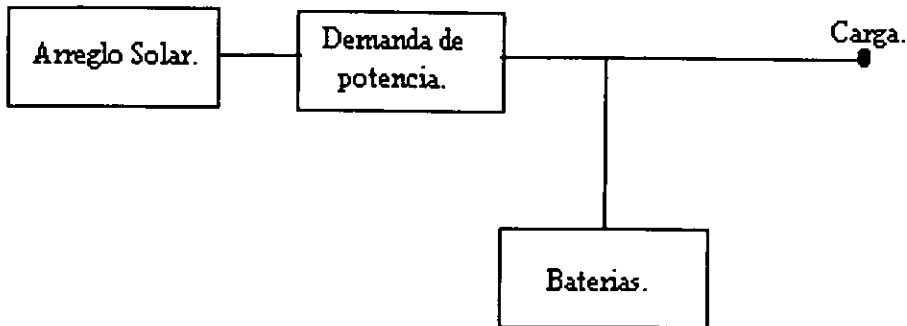 Arreglo Solar.
Demanda de
potencia.
Carga.
Baterias.